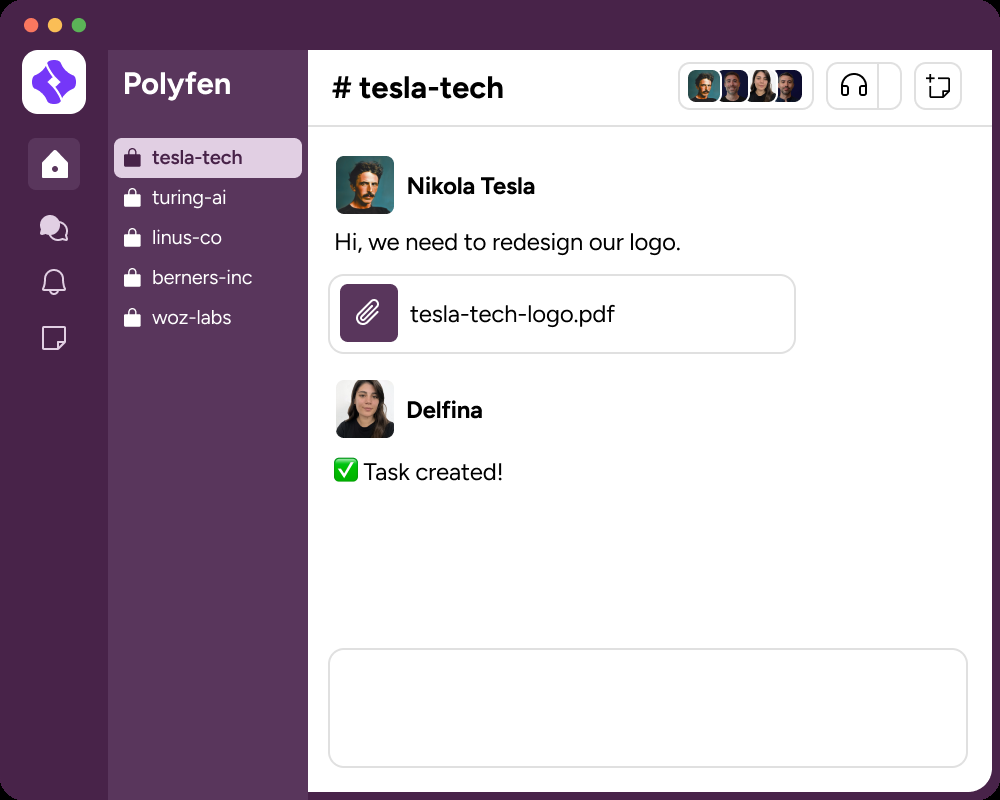 Polyfen
tesla-tech
turing-ai
linus-co
berners-inc
woz-labs
# tesla-tech
Nikola Tesla
Hi, we need to redesign our logo.
tesla-tech-logo.pdf
Delfina
✅ Task created!